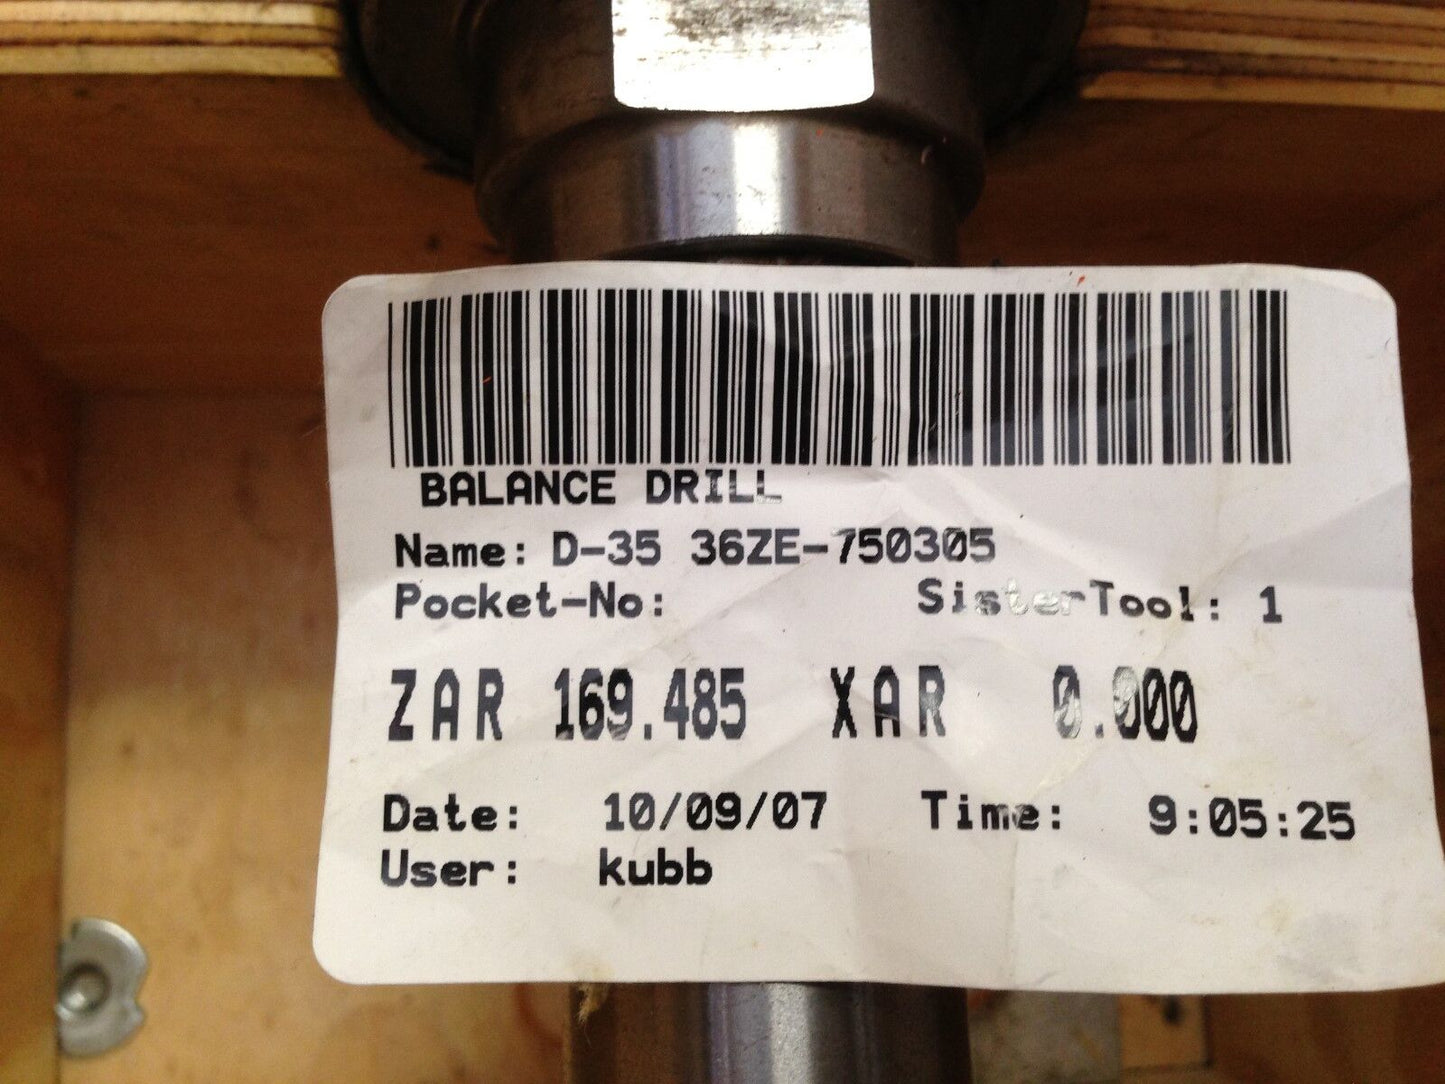 BALANCE DRILL
Name: D-35 36ZE-750305
Pocket-No: SisterTool: 1
ZAR 169.485 XAR 0.000
Date: 10/09/07 Time: 9:05:25
User: kubb